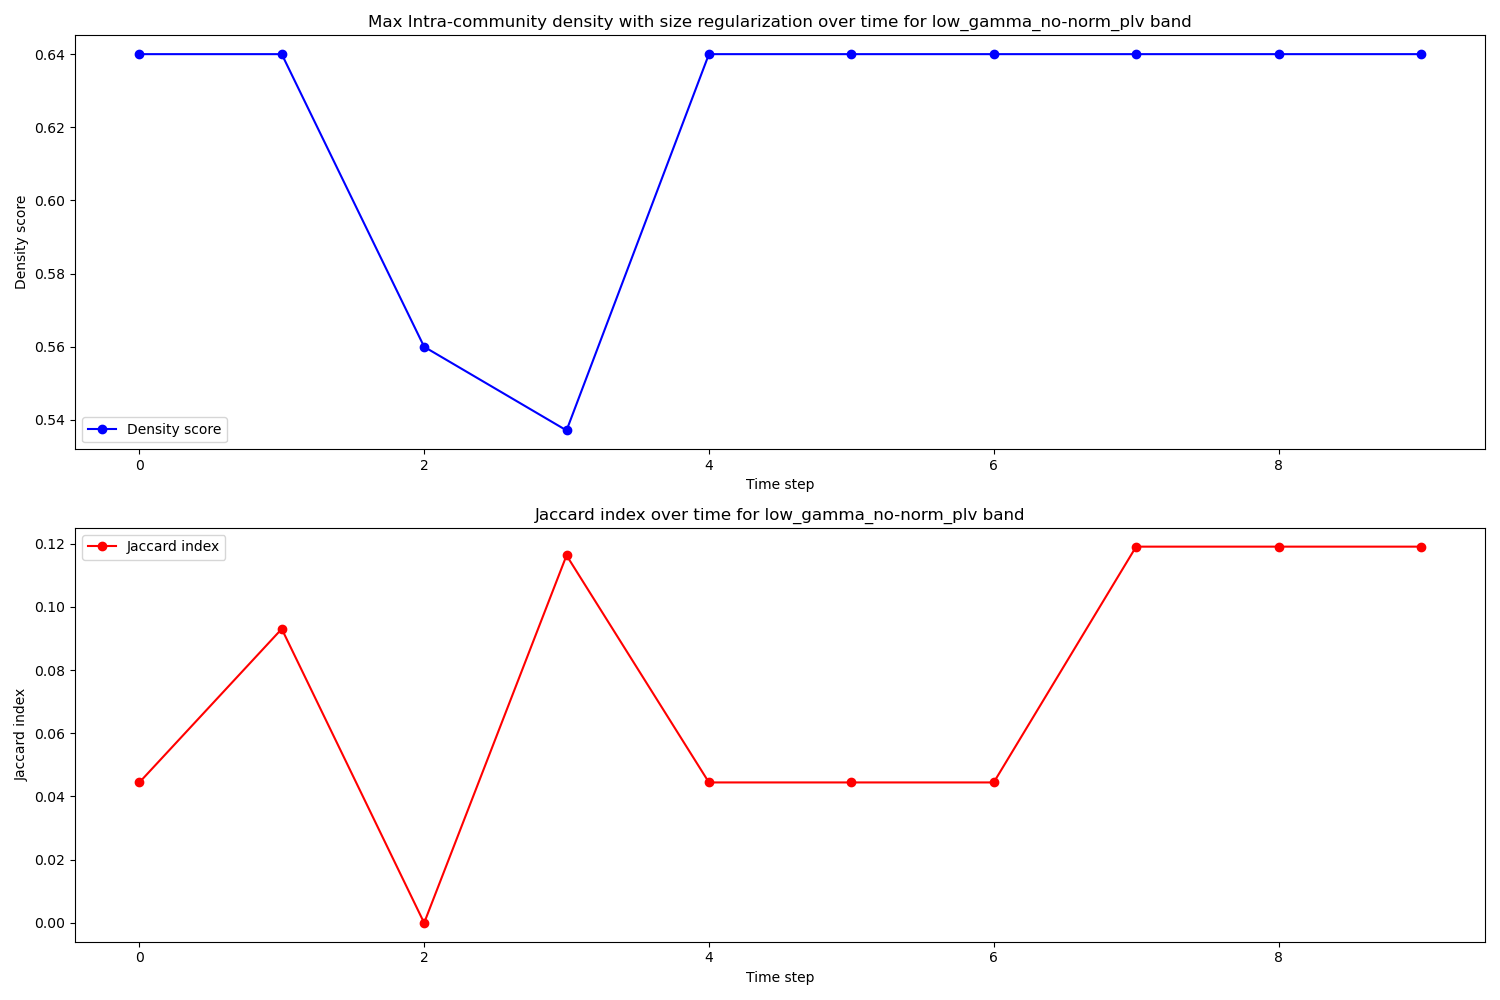 Max Intra-community density with size regularization over time for low_gamma_no-norm_plv band
0.64
0.62
0.60
0.58
0.56
0.54
Density score
Density score
0 2 4 6 8
Time step
Jaccard index over time for low_gamma_no-norm_plv band
0.12
0.10
0.08
0.06
0.04
0.02
0.00
Jaccard index
Jaccard index
0 2 4 6 8
Time step